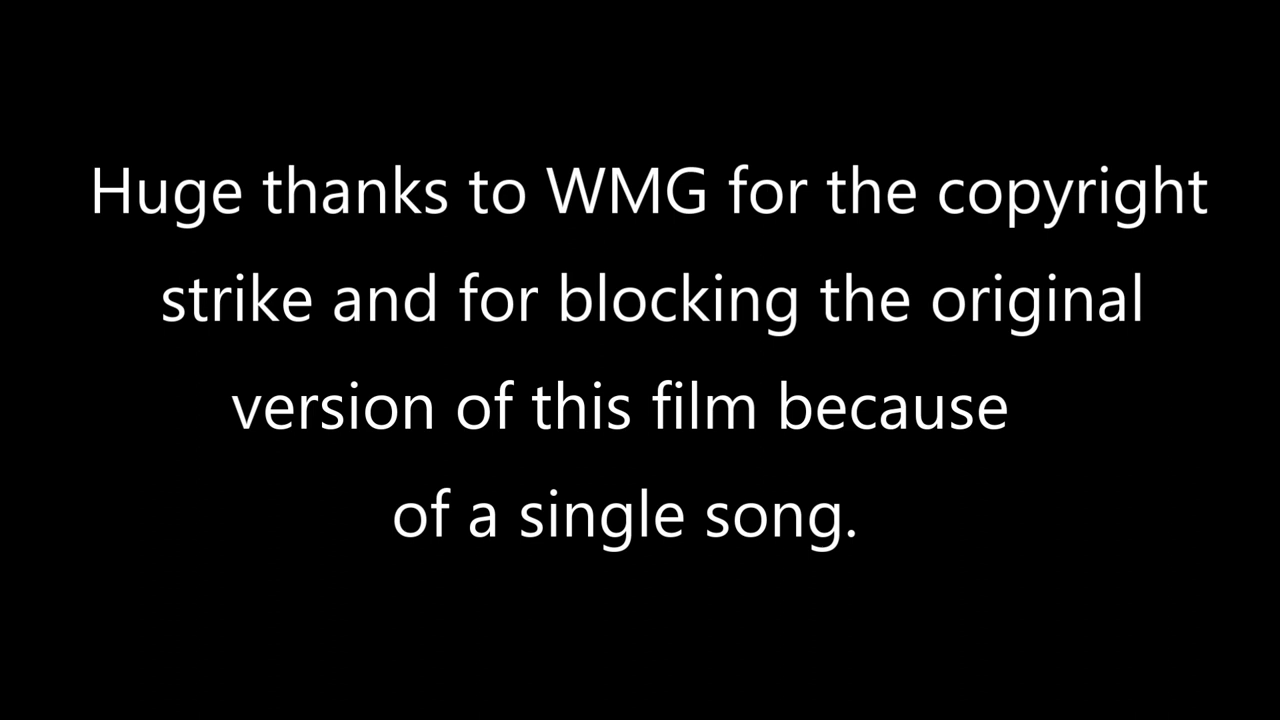 Huge thanks to WMG for the copyright
strike and for blocking the original
version of this film because
of a single song.